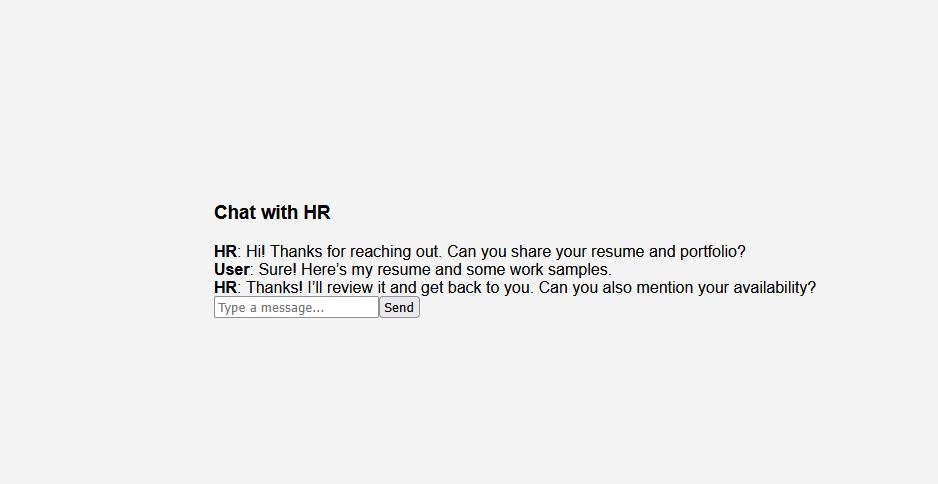 Chat with HR
HR: Hi! Thanks for reaching out. Can you share your resume and portfolio?
User: Sure! Here’s my resume and some work samples.
HR: Thanks! I’ll review it and get back to you. Can you also mention your availability?
Type a message... Send